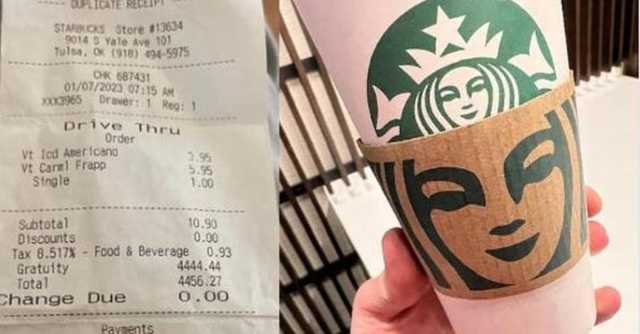 DUPLICATE RECEIPT
STARBUCKS Store #13634
9014 S Yale Ave 101
Tulsa, OK (918) 494-5975
CHK 687431
01/07/2023 07:15 AM
XXX3965 Drawer: 1 Reg: 1
Drive Thru
Order
Vt Icd Americano 3.95
Vt Carml Frapp 5.95
Single 1.00
Subtotal 10.90
Discounts 0.00
Tax 8.517% - Food & Beverage 0.93
Gratuity 4444.44
Total 4456.27
Change Due 0.00
Payments